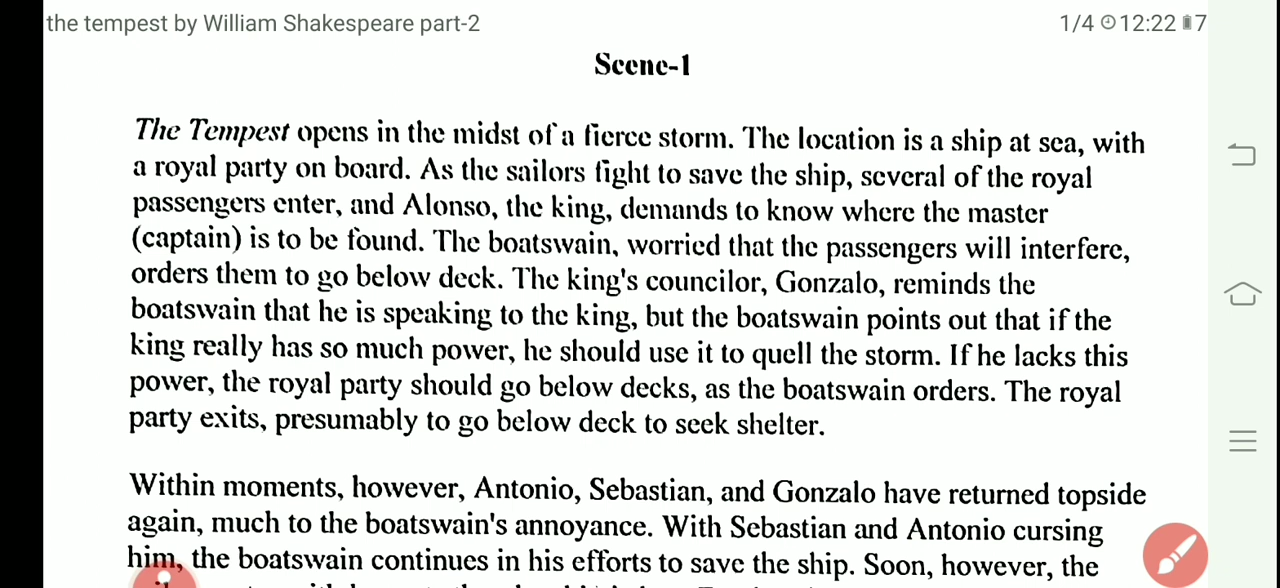 the tempest by William Shakespeare part-2
1/4 12:22 7
Scene-1
The Tempest opens in the midst of a fierce storm. The location is a ship at sea, with
a royal party on board. As the sailors fight to save the ship, several of the royal
passengers enter, and Alonso, the king, demands to know where the master
(captain) is to be found. The boatswain, worried that the passengers will interfere,
orders them to go below deck. The king's councilor, Gonzalo, reminds the
boatswain that he is speaking to the king, but the boatswain points out that if the
king really has so much power, he should use it to quell the storm. If he lacks this
power, the royal party should go below decks, as the boatswain orders. The royal
party exits, presumably to go below deck to seek shelter.
Within moments, however, Antonio, Sebastian, and Gonzalo have returned topside
again, much to the boatswain's annoyance. With Sebastian and Antonio cursing
him, the boatswain continues in his efforts to save the ship. Soon, however, the